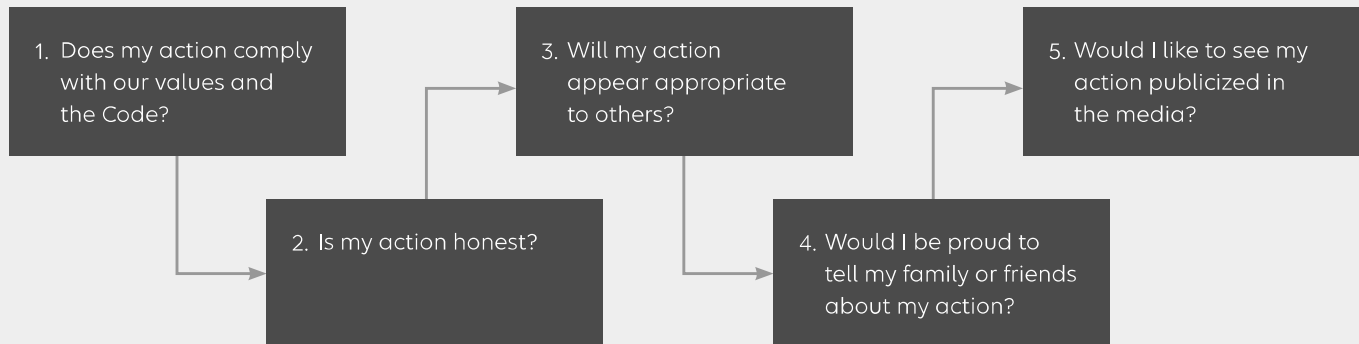 1. Does my action comply
with our values and
the Code?
2. Is my action honest?
3. Will my action
appear appropriate
to others?
4. Would I be proud to
tell my family or friends
about my action?
5. Would I like to see my
action publicized in
the media?